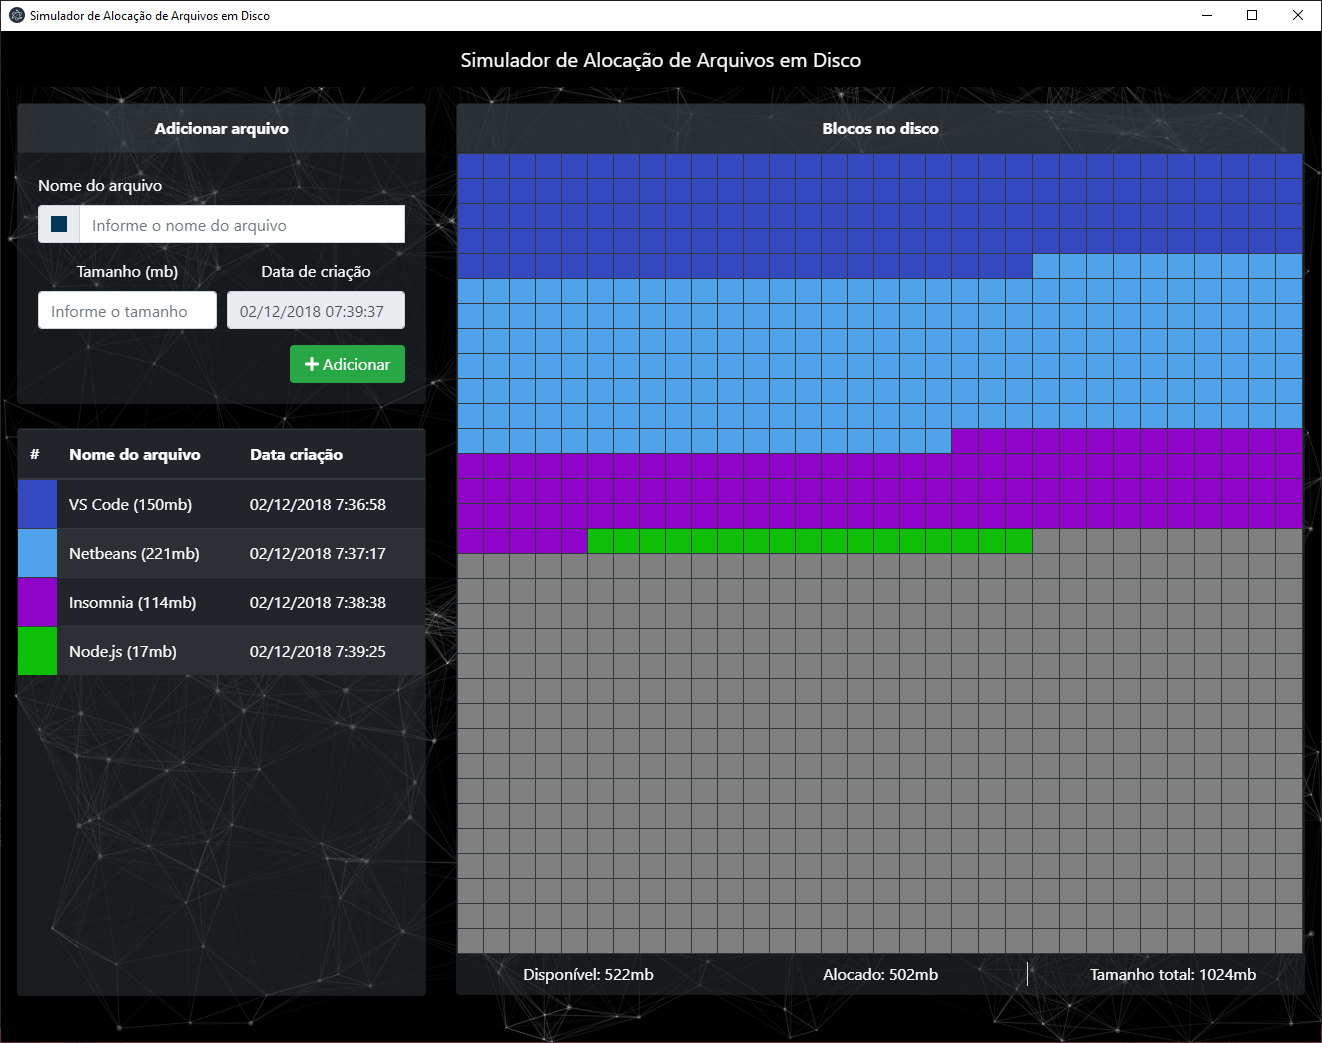 Simulador de Alocação de Arquivos em Disco
Simulador de Alocação de Arquivos em Disco
Adicionar arquivo
Nome do arquivo
Informe o nome do arquivo
Tamanho (mb) Data de criação
Informe o tamanho 02/12/2018 07:39:37
Adicionar
# Nome do arquivo Data criação
VS Code (150mb) 02/12/2018 7:36:58
Netbeans (221mb) 02/12/2018 7:37:17
Insomnia (114mb) 02/12/2018 7:38:38
Node.js (17mb) 02/12/2018 7:39:25
Blocos no disco
Disponível: 522mb Alocado: 502mb Tamanho total: 1024mb